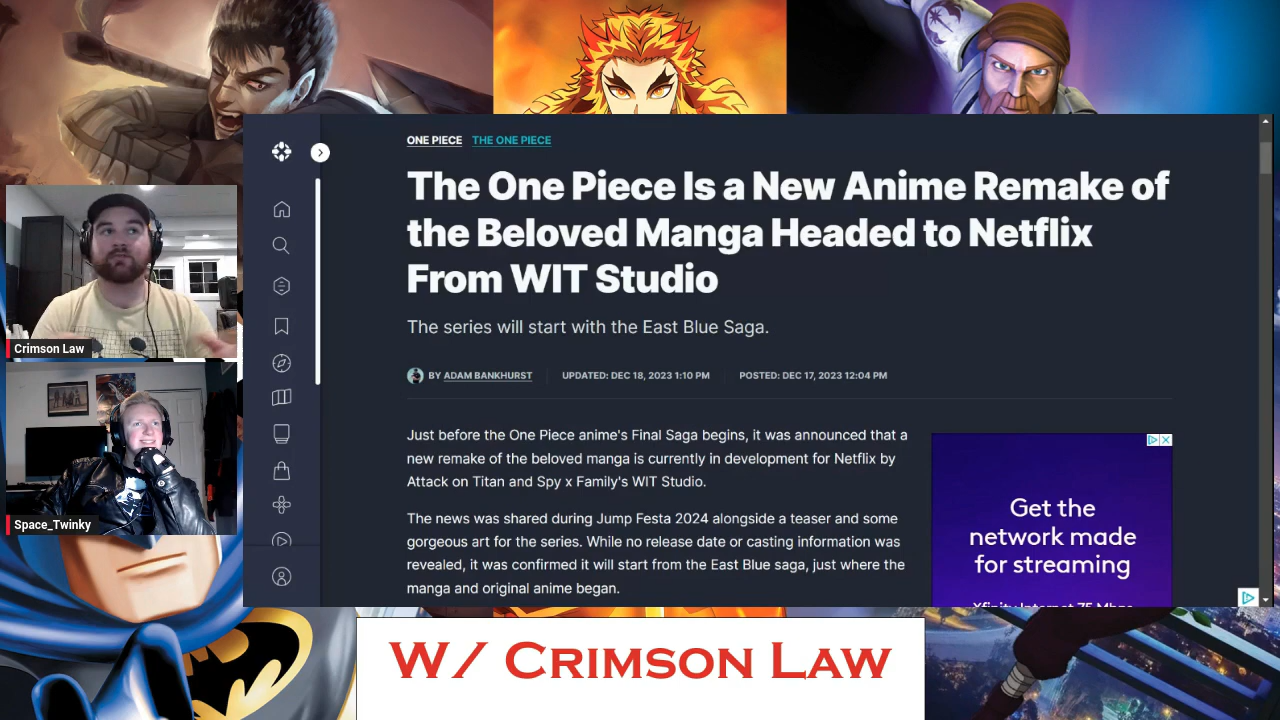 ONE PIECE THE ONE PIECE
The One Piece Is a New Anime Remake of
the Beloved Manga Headed to Netflix
From WIT Studio
The series will start with the East Blue Saga.
BY ADAM BANKHURST UPDATED: DEC 18, 2023 1:10 PM POSTED: DEC 17, 2023 12:04 PM
Just before the One Piece anime's Final Saga begins, it was announced that a
new remake of the beloved manga is currently in development for Netflix by
Attack on Titan and Spy x Family's WIT Studio.
The news was shared during Jump Festa 2024 alongside a teaser and some
gorgeous art for the series. While no release date or casting information was
revealed, it was confirmed it will start from the East Blue saga, just where the
manga and original anime began.
Get the
network made
for streaming
Xfinity Internet 75 Mbps
Crimson Law
Space_Twinky
W/ Crimson Law